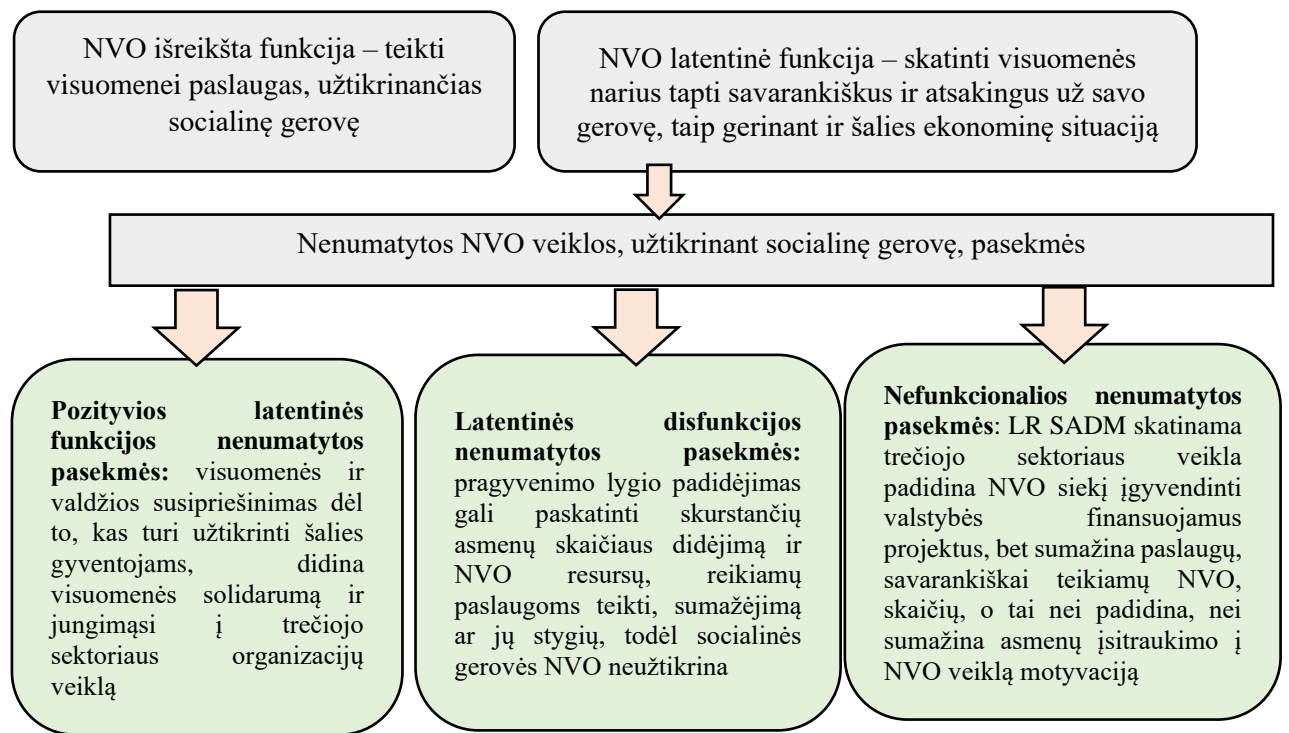 NVO išreikšta funkcija – teikti
visuomenei paslaugas, užtikrinančias
socialinę gerovę
NVO latentinė funkcija – skatinti visuomenės
narius tapti savarankiškus ir atsakingus už savo
gerovę, taip gerinant ir šalies ekonominę situaciją
Nenumatytos NVO veiklos, užtikrinant socialinę gerovę, pasekmės
Pozityvios latentinės
funkcijos nenumatytos
pasekmės: visuomenės ir
valdžios susipriešinimas dėl
to, kas turi užtikrinti šalies
gyventojams, didina
visuomenės solidarumą ir
jungimąsi į trečiojo
sektoriaus organizacijų
veiklą
Latentinės disfunkcijos
nenumatytos pasekmės:
pragyvenimo lygio padidėjimas
gali paskatinti skurstančių
asmenų skaičiaus didėjimą ir
NVO resursų, reikiamų
paslaugoms teikti, sumažėjimą
ar jų stygių, todėl socialinės
gerovės NVO neužtikrina
Nefunkcionalios nenumatytos
pasekmės: LR SADM skatinama
trečiojo sektoriaus veikla
padidina NVO siekį įgyvendinti
valstybės finansuojamus
projektus, bet sumažina paslaugų,
savarankiškai teikiamų NVO,
skaičių, o tai nei padidina, nei
sumažina asmenų įsitraukimo į
NVO veiklą motyvaciją